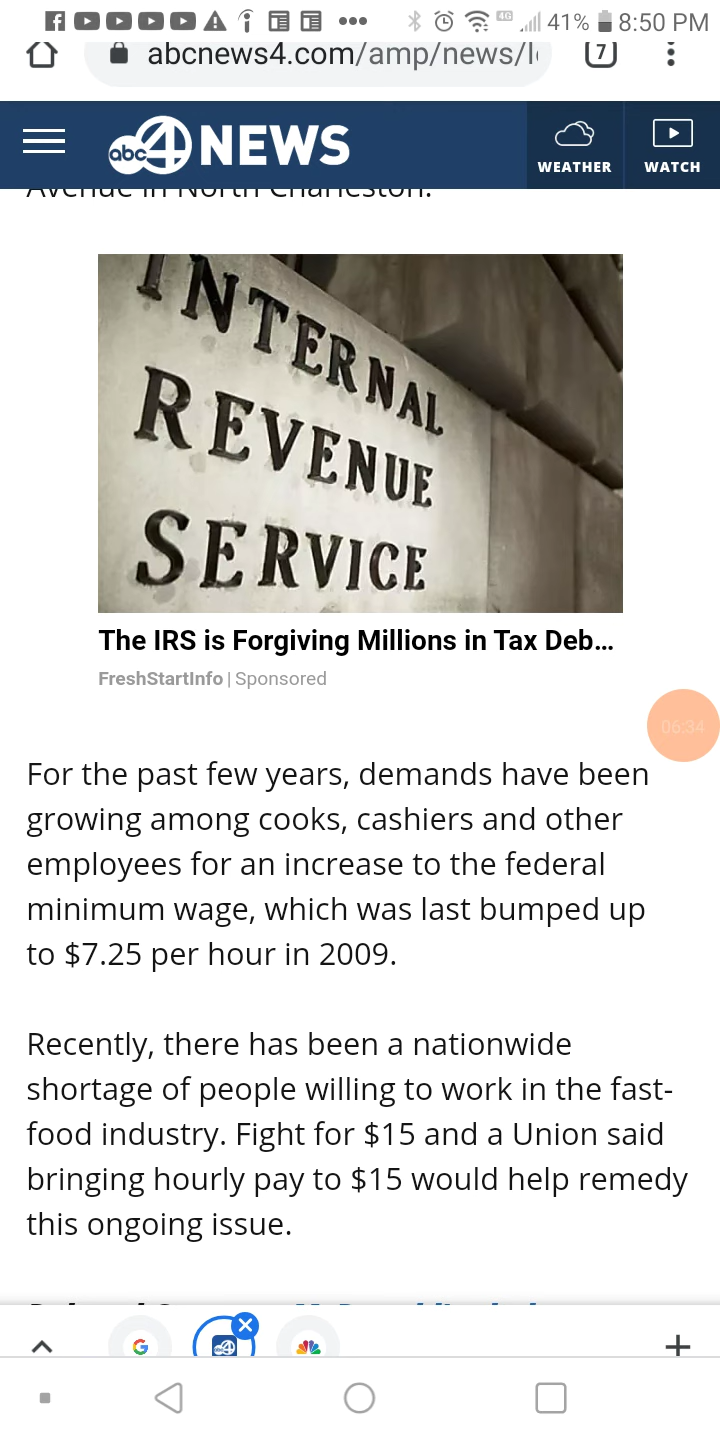 4G 41% 8:50 PM
abcnews4.com/amp/news/l
7
abc 4 NEWS
WEATHER
WATCH
Avenue in North Charleston.
INTERNAL
REVENUE
SERVICE
The IRS is Forgiving Millions in Tax Deb...
FreshStartInfo | Sponsored
06:34
For the past few years, demands have been
growing among cooks, cashiers and other
employees for an increase to the federal
minimum wage, which was last bumped up
to $7.25 per hour in 2009.
Recently, there has been a nationwide
shortage of people willing to work in the fast-
food industry. Fight for $15 and a Union said
bringing hourly pay to $15 would help remedy
this ongoing issue.